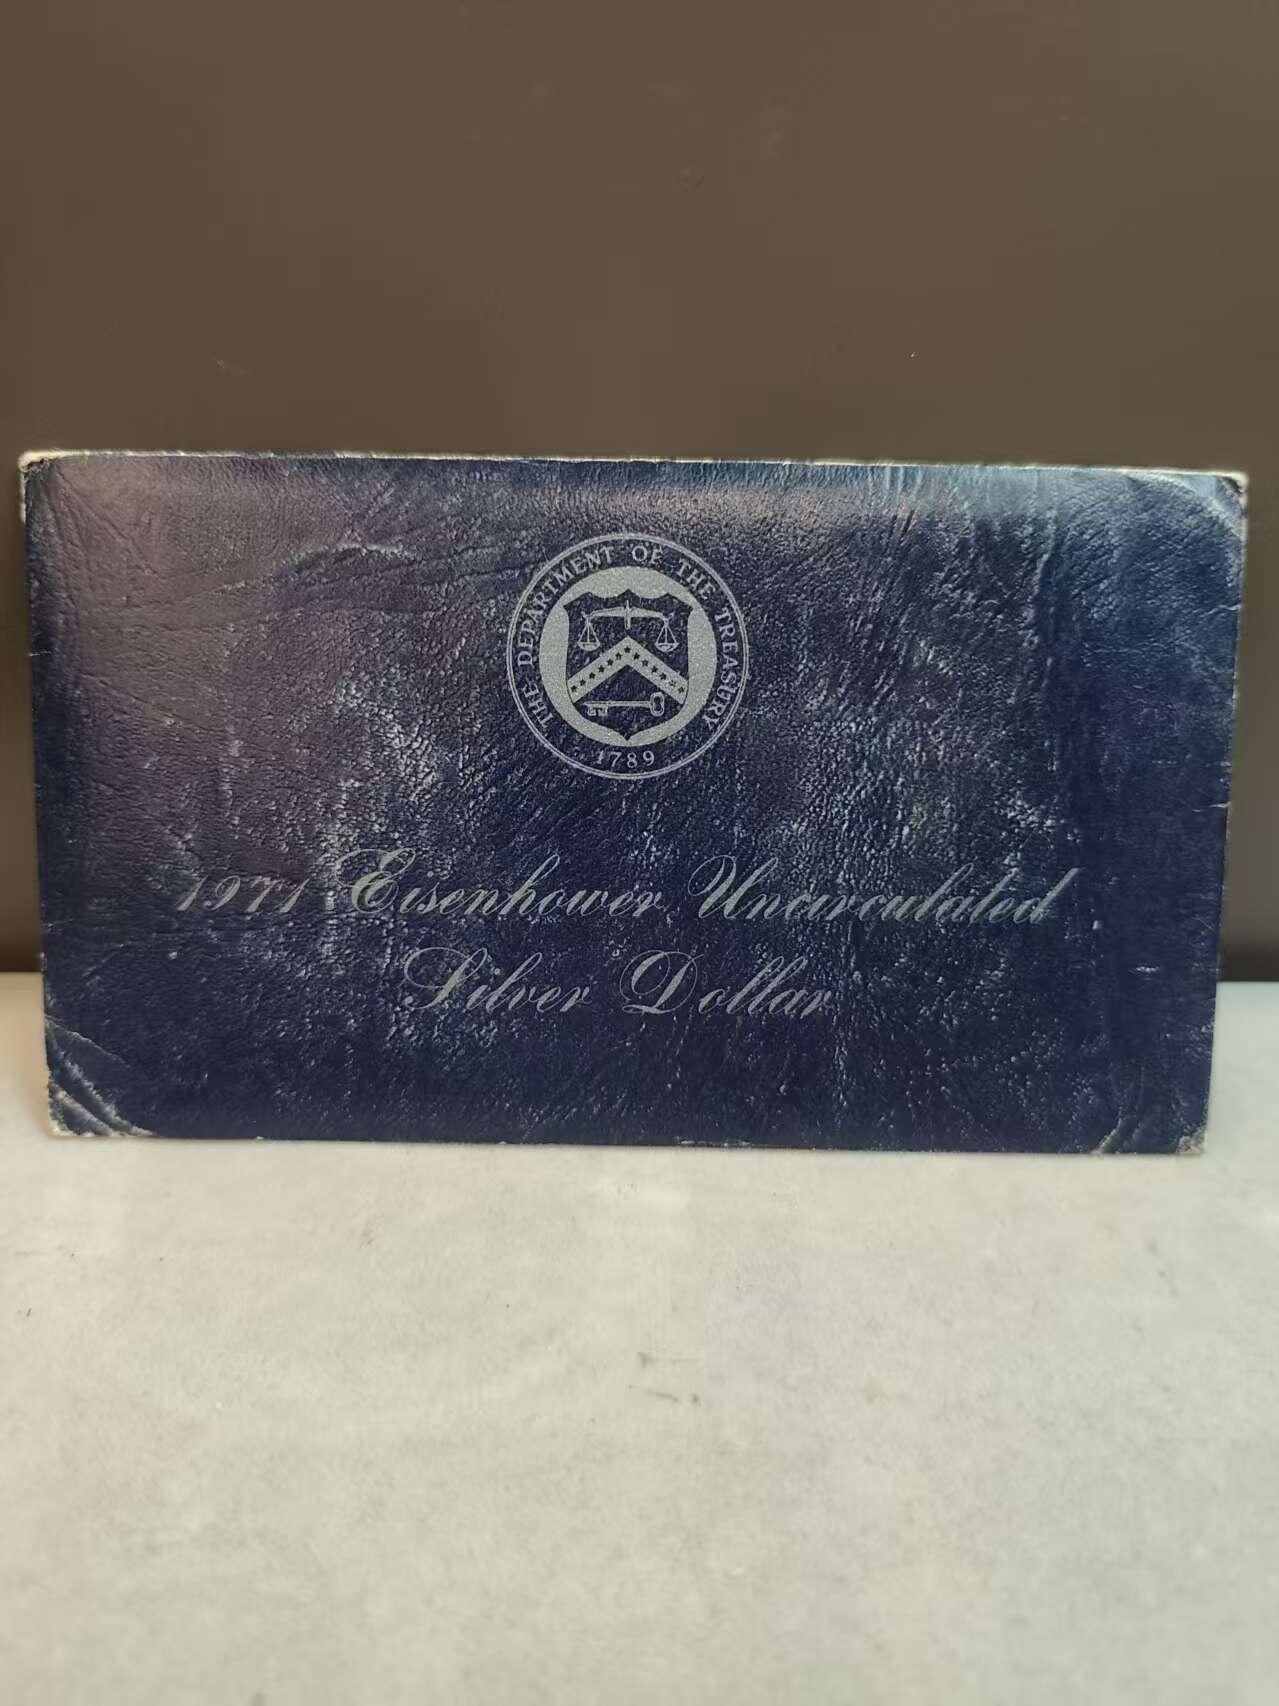 THE DEPARTMENT OF THE TREASURY
1789
1971 Eisenhower Uncirculated
Silver Dollar